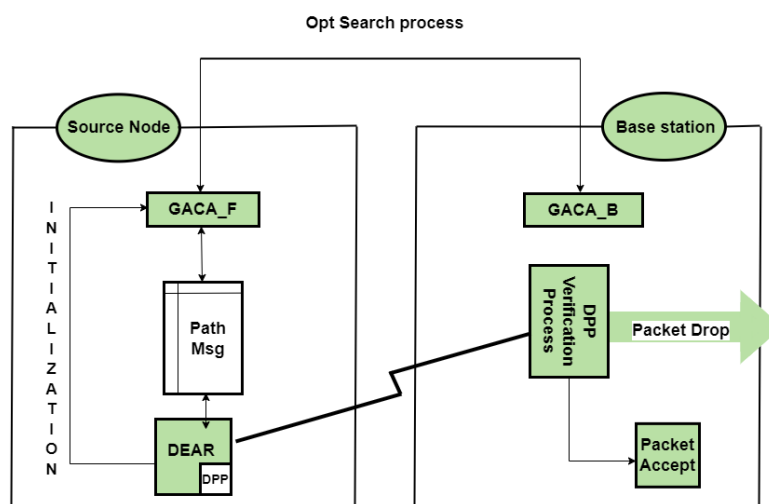 Opt Search process
Source Node
Base station
GACA_F
GACA_B
INITIALIZATION
Path
Msg
DPP
Verification
Process
Packet Drop
DEAR
DPP
Packet
Accept